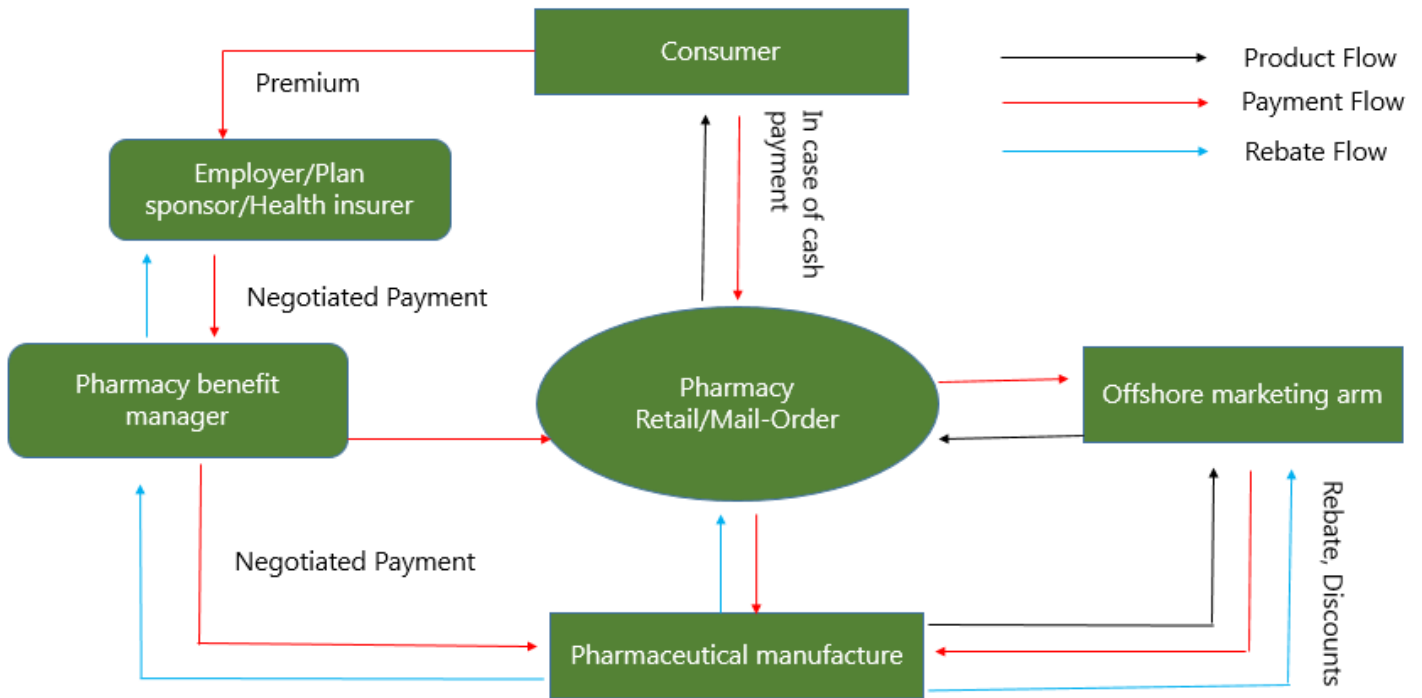 Consumer
Product Flow
Payment Flow
Rebate Flow
Premium
In case of cash
payment
Employer/Plan
sponsor/Health insurer
Negotiated Payment
Pharmacy benefit
manager
Pharmacy
Retail/Mail-Order
Offshore marketing arm
Negotiated Payment
Rebate, Discounts
Pharmaceutical manufacture